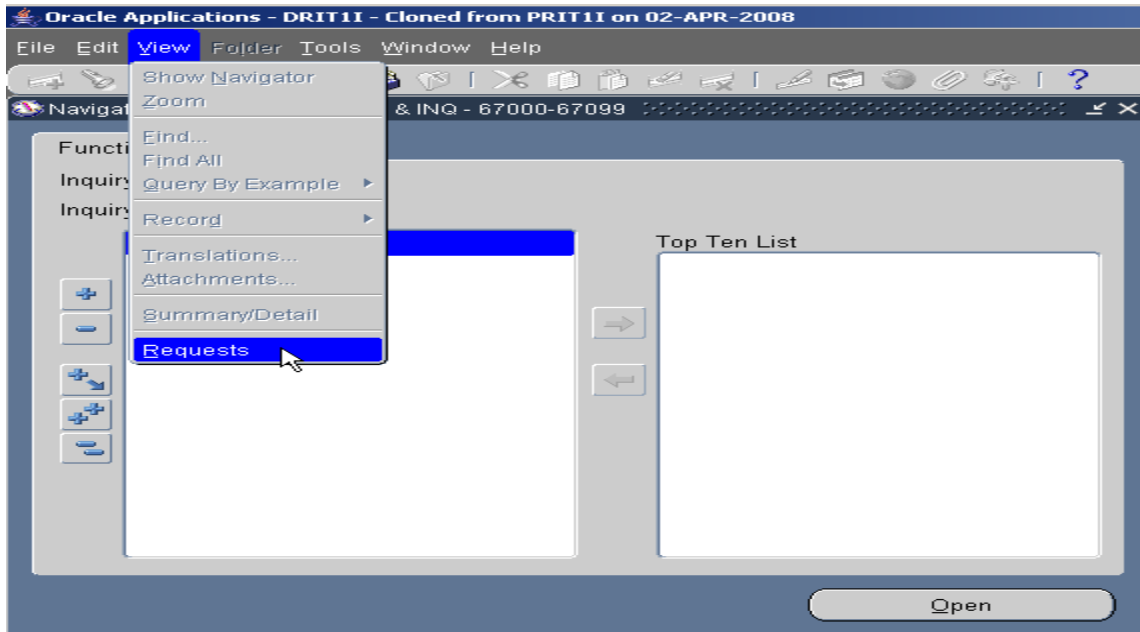 Oracle Applications - DRIT1I - Cloned from PRIT1I on 02-APR-2008
File Edit View Folder Tools Window Help
Show Navigator
Zoom
Find...
Find All
Query By Example
Record
Translations...
Attachments...
Summary/Detail
Requests
Navigat & INQ - 67000-67099
Functi
Inquiry
Inquiry
Top Ten List
Open